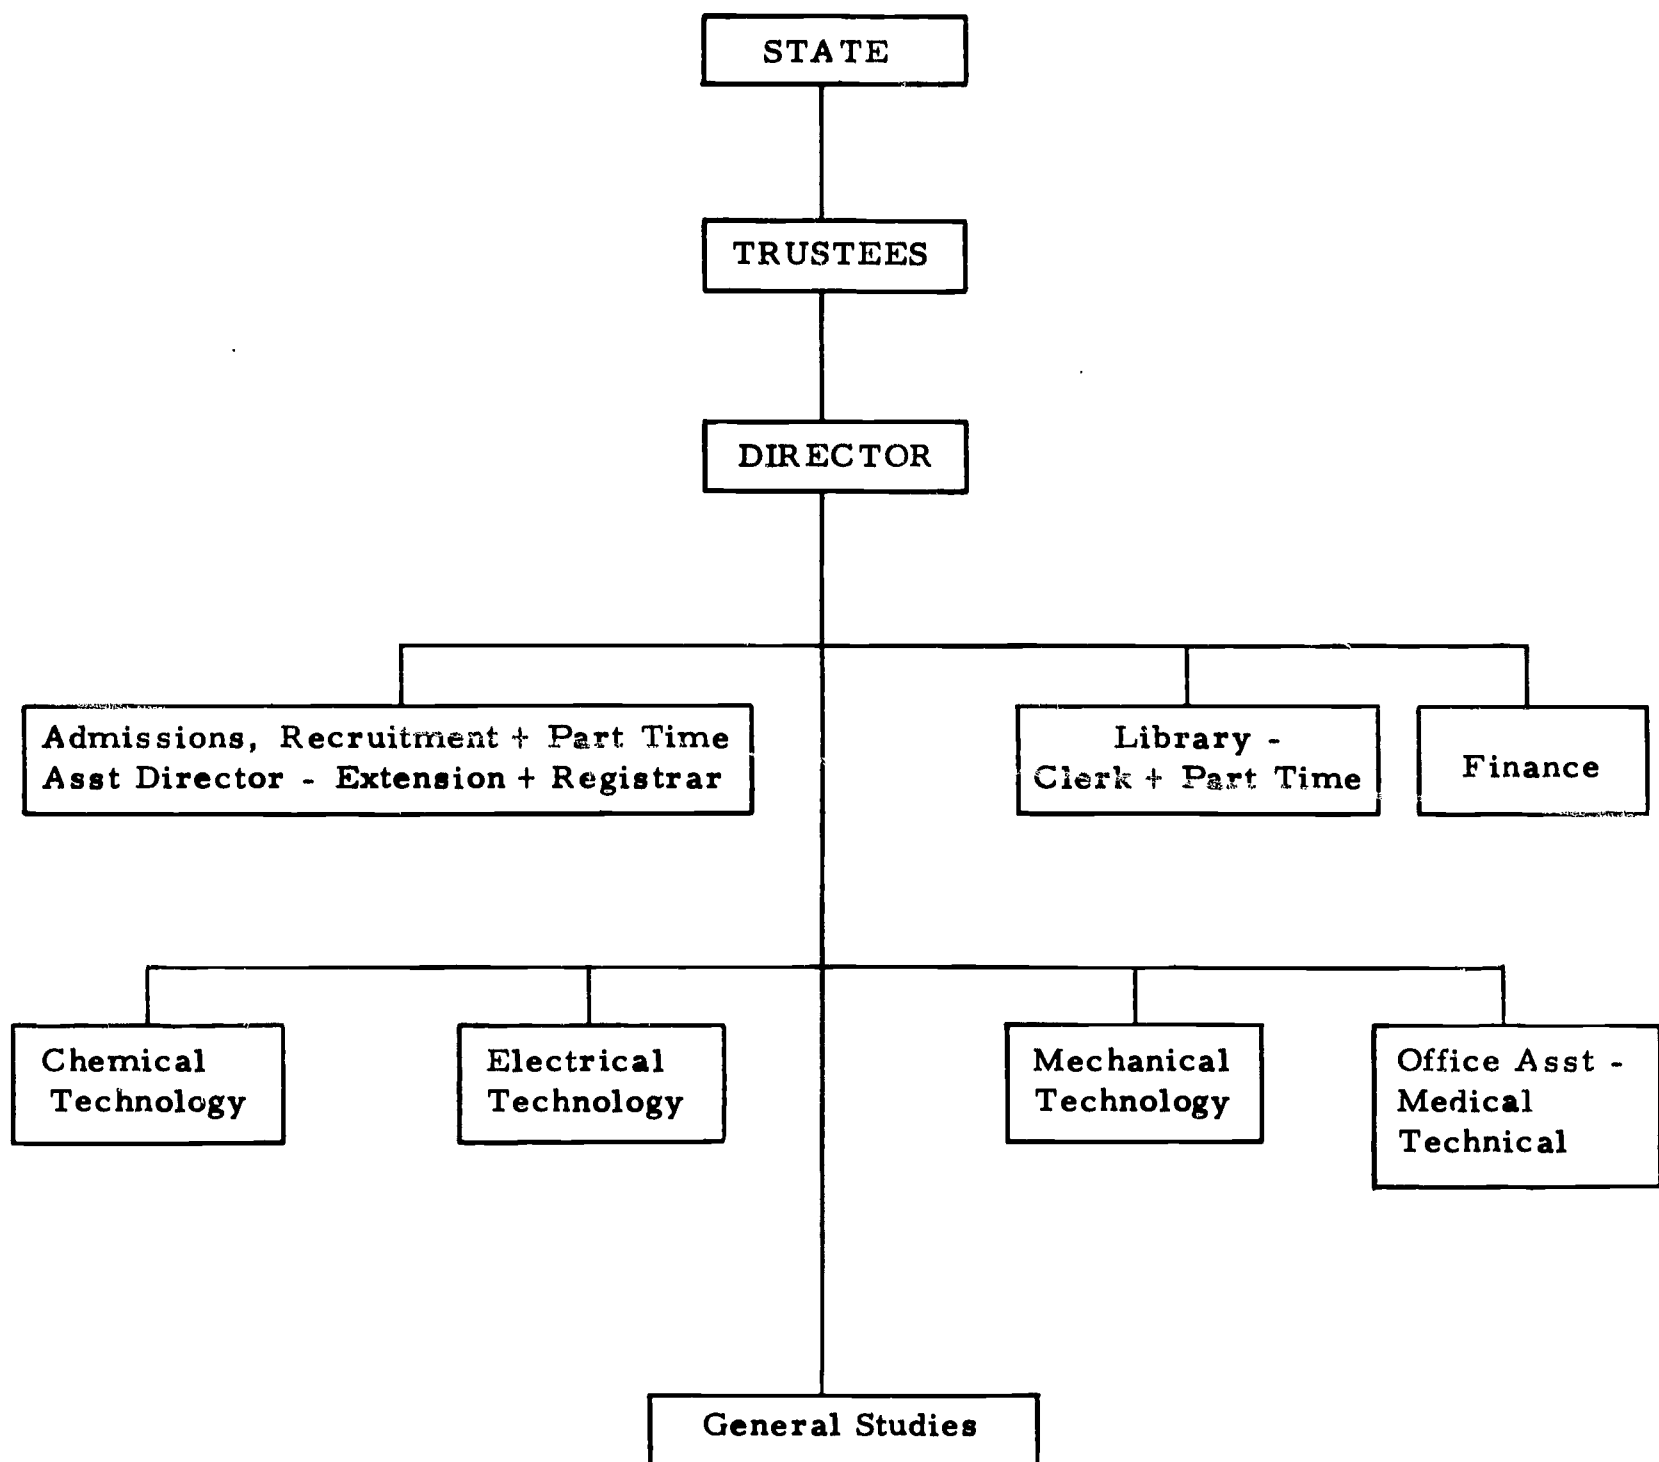 STATE
TRUSTEES
DIRECTOR
Admissions, Recruitment + Part Time
Asst Director - Extension + Registrar
Library -
Clerk + Part Time
Finance
Chemical
Technology
Electrical
Technology
Mechanical
Technology
Office Asst -
Medical
Technical
General Studies